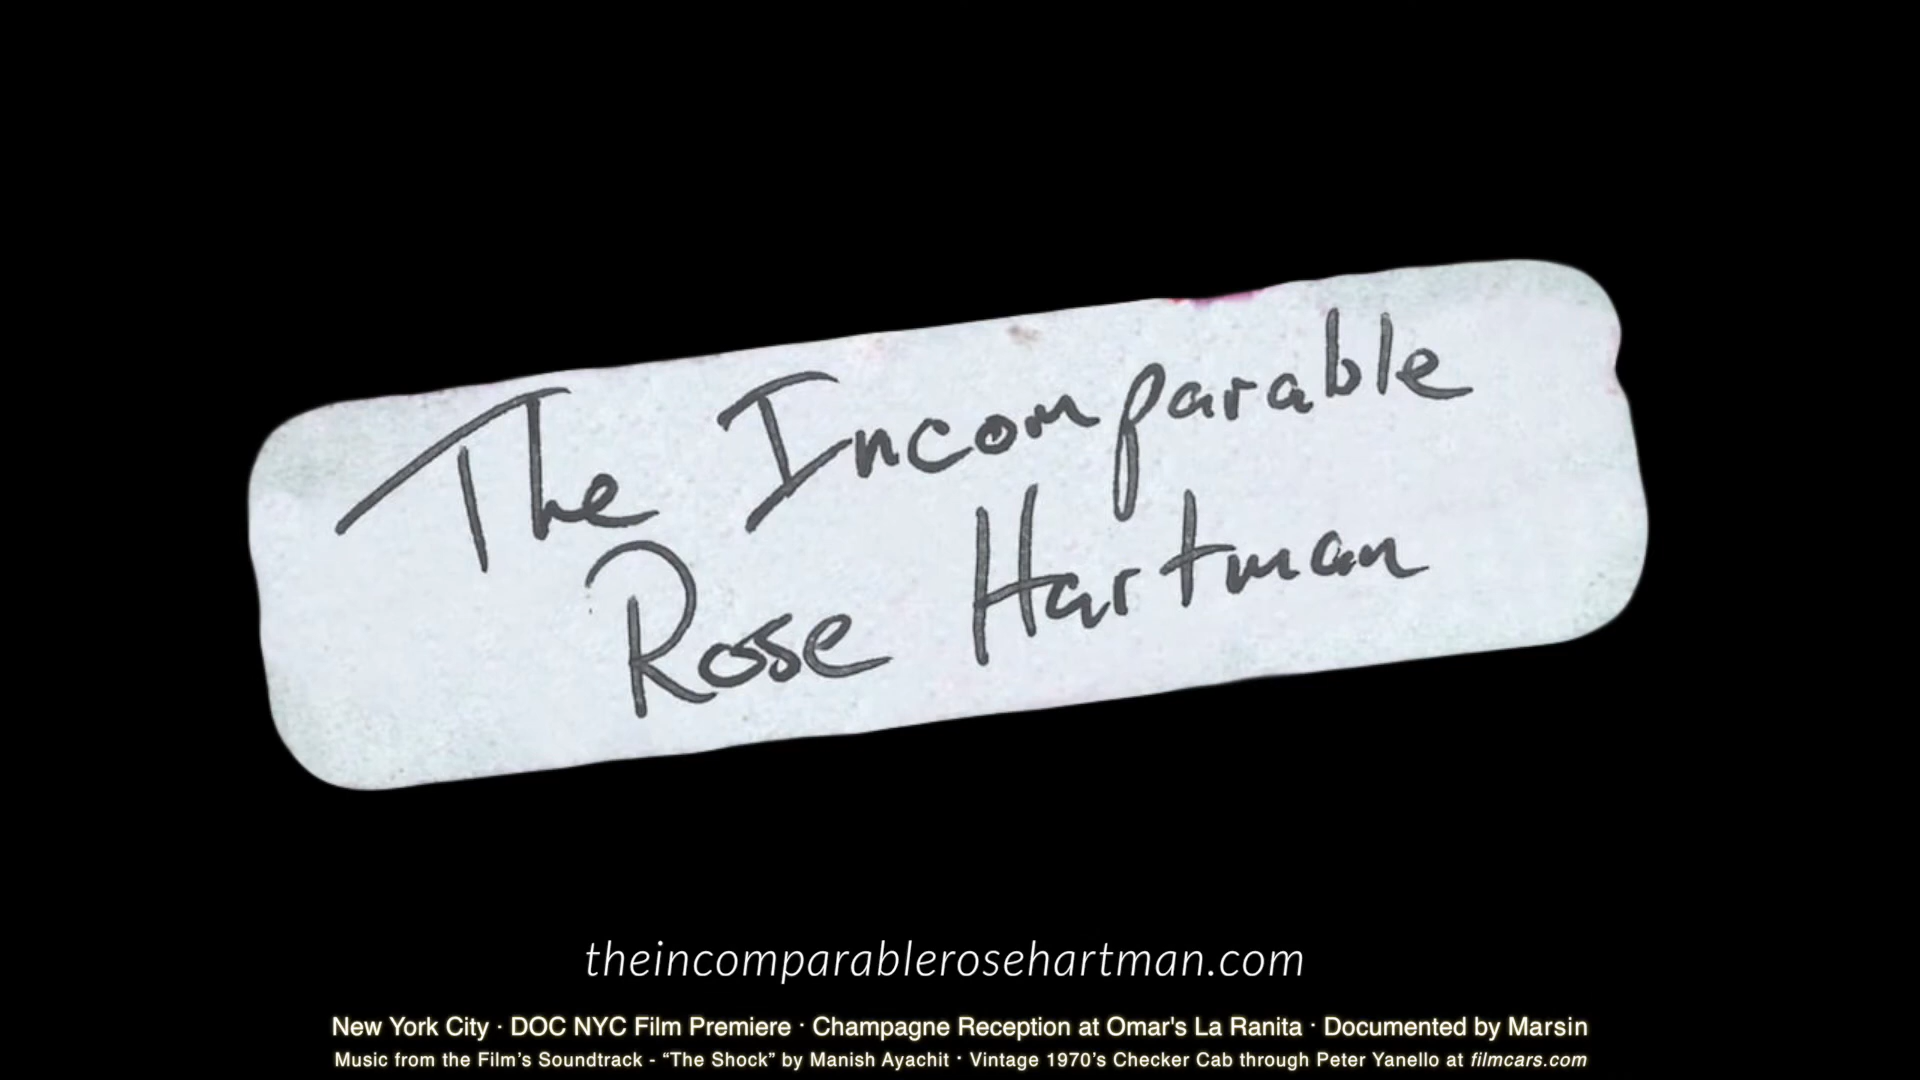 The Incomparable
Rose Hartman
theincomparablerosehartman.com
New York City · DOC NYC Film Premiere · Champagne Reception at Omar's La Ranita · Documented by Marsin
Music from the Film’s Soundtrack - “The Shock” by Manish Ayachit · Vintage 1970’s Checker Cab through Peter Yanello at filmcars.com